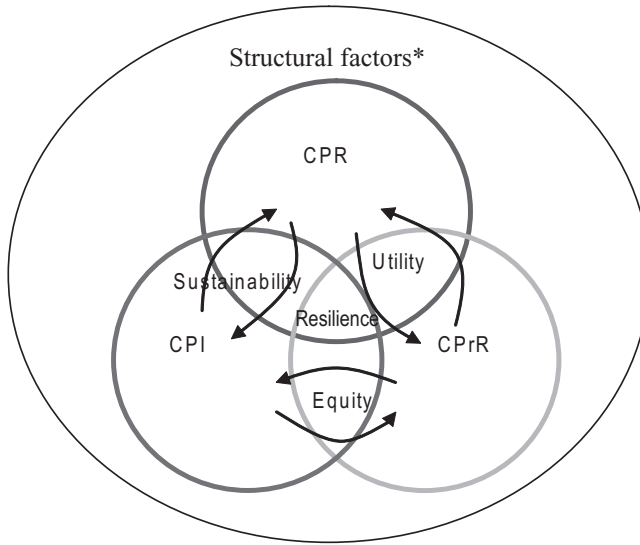 Structural factors*
CPR
Utility
Sustainability
Resilience
CPI
CPrR
Equity